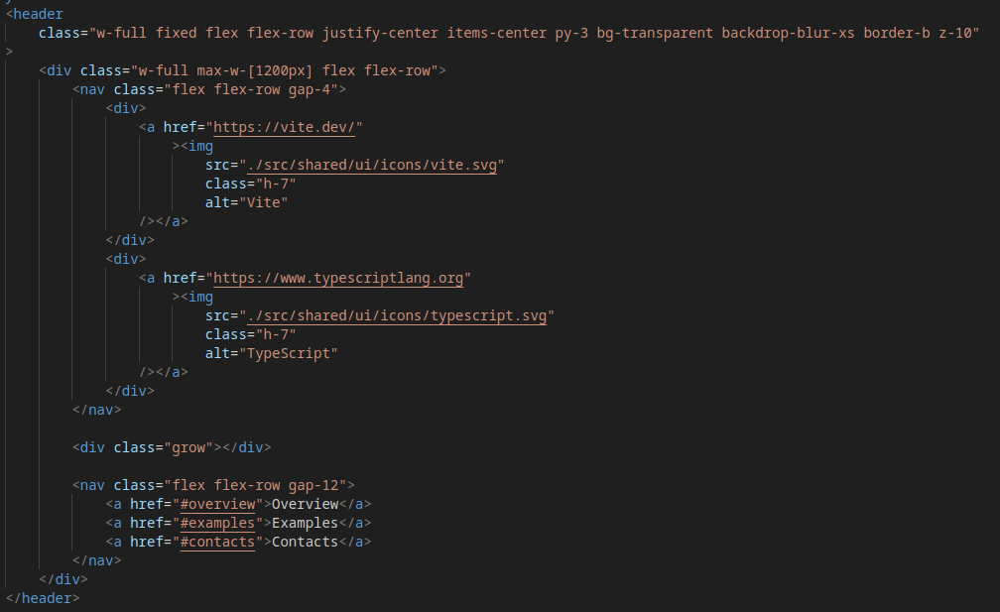 <header
    class="w-full fixed flex flex-row justify-center items-center py-3 bg-transparent backdrop-blur-xs border-b z-10"
>
    <div class="w-full max-w-[1200px] flex flex-row">
        <nav class="flex flex-row gap-4">
            <div>
                <a href="https://vite.dev/"
                    ><img
                        src="./src/shared/ui/icons/vite.svg"
                        class="h-7"
                        alt="Vite"
                /></a>
            </div>
            <div>
                <a href="https://www.typescriptlang.org"
                    ><img
                        src="./src/shared/ui/icons/typescript.svg"
                        class="h-7"
                        alt="TypeScript"
                /></a>
            </div>
        </nav>

        <div class="grow"></div>

        <nav class="flex flex-row gap-12">
            <a href="#overview">Overview</a>
            <a href="#examples">Examples</a>
            <a href="#contacts">Contacts</a>
        </nav>
    </div>
</header>